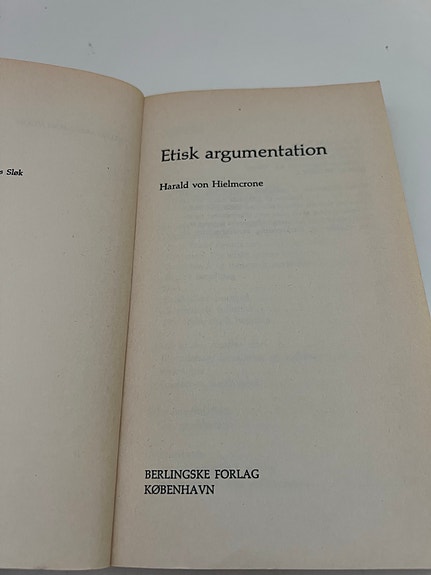 Sløk
Etisk argumentation
Harald von Hielmcrone
BERLINGSKE FORLAG
KØBENHAVN